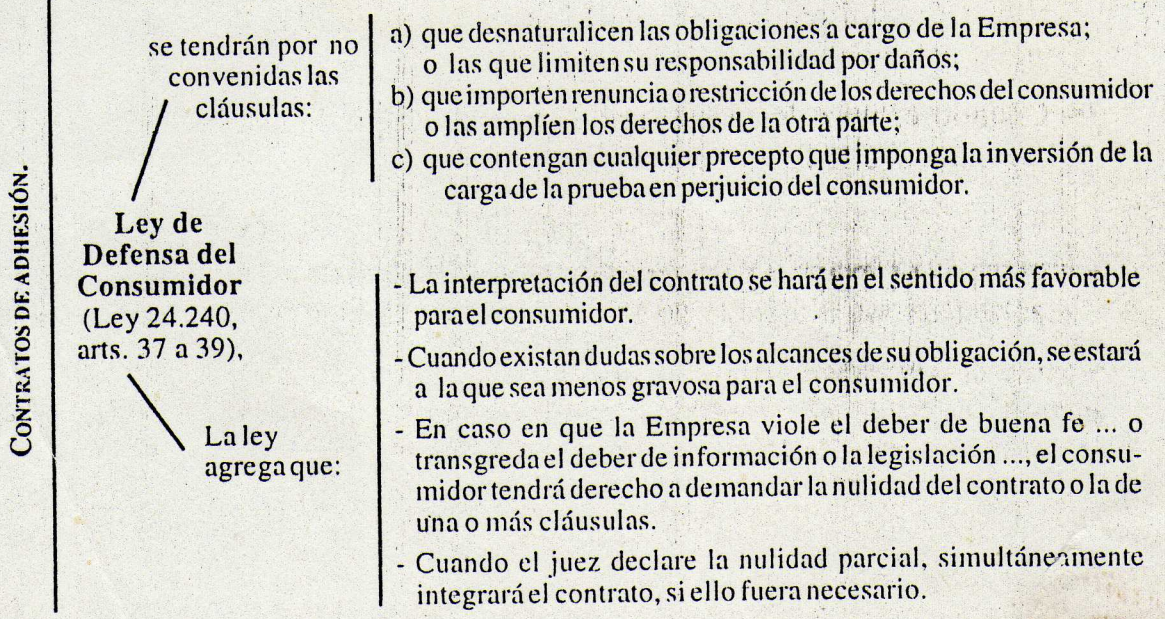 CONTRATOS DE ADHESIÓN.
se tendrán por no
convenidas las
cláusulas:
a) que desnaturalicen las obligaciones a cargo de la Empresa;
o las que limiten su responsabilidad por daños;
b) que importen renuncia o restricción de los derechos del consumidor
o las amplíen los derechos de la otra parte;
c) que contengan cualquier precepto que imponga la inversión de la
carga de la prueba en perjuicio del consumidor.
Ley de
Defensa del
Consumidor
(Ley 24.240,
arts. 37 a 39),
La ley
agrega que:
- La interpretación del contrato se hará en el sentido más favorable
para el consumidor.
- Cuando existan dudas sobre los alcances de su obligación, se estará
a la que sea menos gravosa para el consumidor.
- En caso en que la Empresa viole el deber de buena fe ... o
transgreda el deber de información o la legislación ..., el consu-
midor tendrá derecho a demandar la nulidad del contrato o la de
una o más cláusulas.
- Cuando el juez declare la nulidad parcial, simultáneamente
integrará el contrato, si ello fuera necesario.